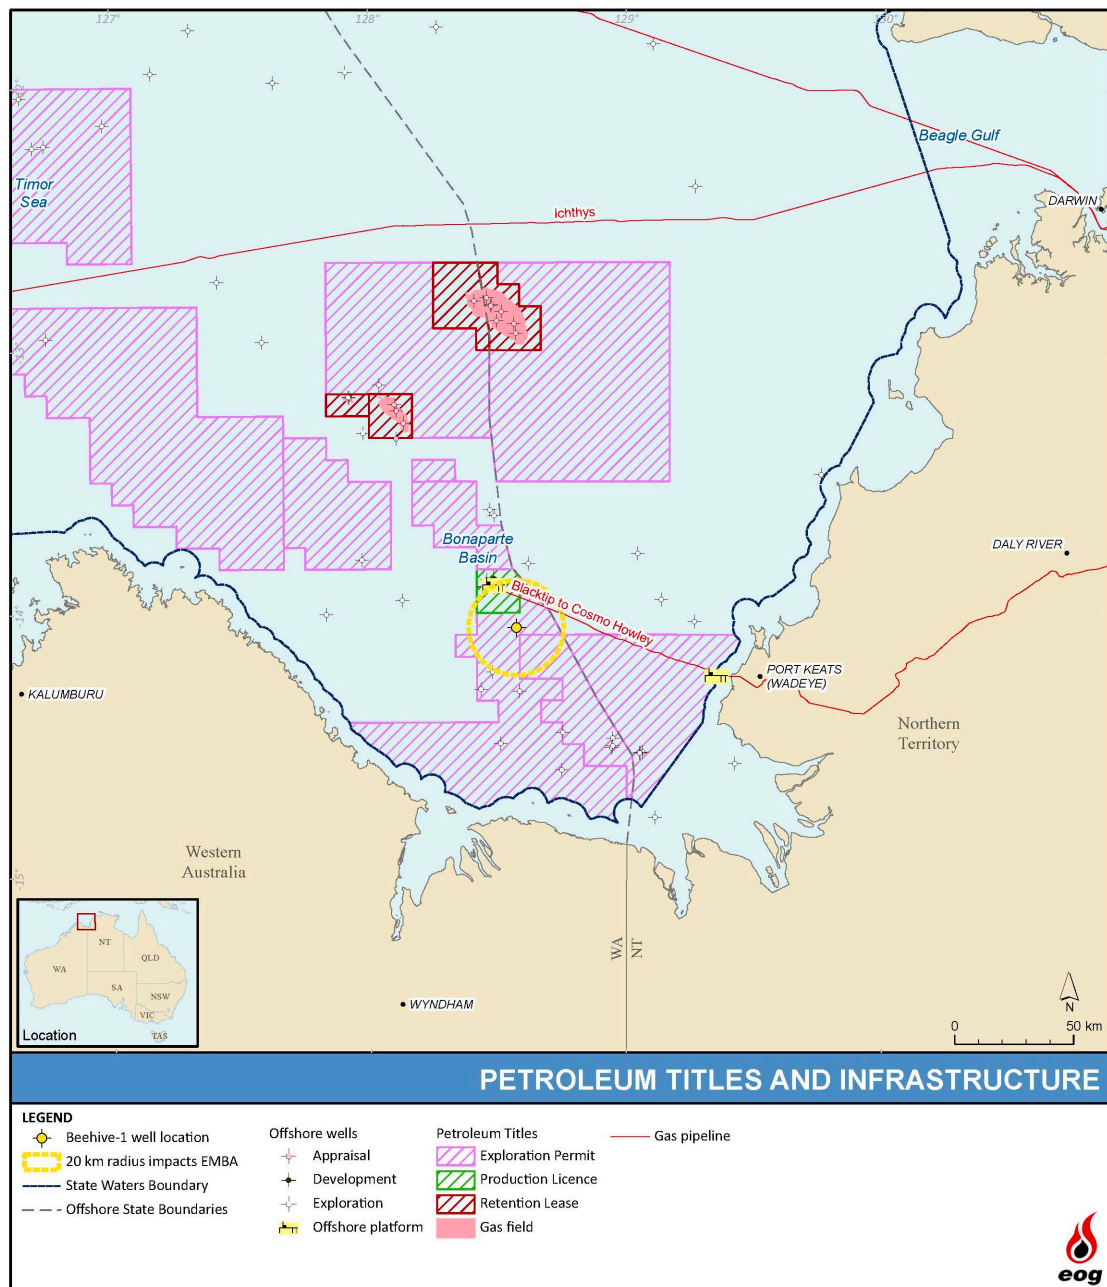 127°
128°
129°
130°
Beagle Gulf
Timor
Sea
DARWIN
Ichthys
-13°
DALY RIVER
Bonaparte
Basin
Blacktip to Cosmo Howley
-14°
PORT KEATS
(WADEYE)
KALUMBURU
Northern
Territory
Western
Australia
-15°
WA
NT
NT
WA
QLD
SA
NSW
VIC
TAS
Location
WYNDHAM
N
0
50 km
PETROLEUM TITLES AND INFRASTRUCTURE
LEGEND
Beehive-1 well location
20 km radius impacts EMBA
State Waters Boundary
Offshore State Boundaries
Offshore wells
Appraisal
Development
Exploration
Offshore platform
Petroleum Titles
Exploration Permit
Production Licence
Retention Lease
Gas field
Gas pipeline
eog